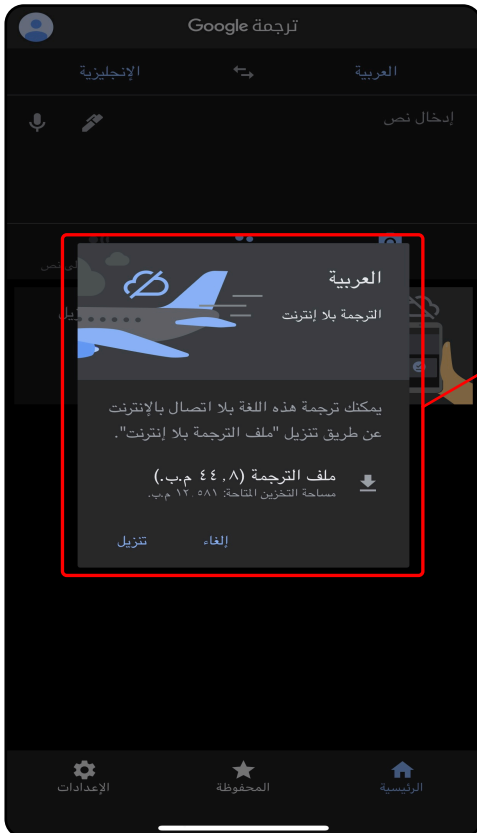 ترجمة Google
العربية
الإنجليزية
إدخال نص
العربية
الترجمة بلا إنترنت
يمكنك ترجمة هذه اللغة بلا اتصال بالإنترنت
عن طريق تنزيل "ملف الترجمة بلا إنترنت".
ملف الترجمة (٤٤,٨ م.ب.)
مساحة التخزين المتاحة: ١٢.٥٨١ م.ب.
إلغاء
تنزيل
الرئيسية
المحفوظة
الإعدادات